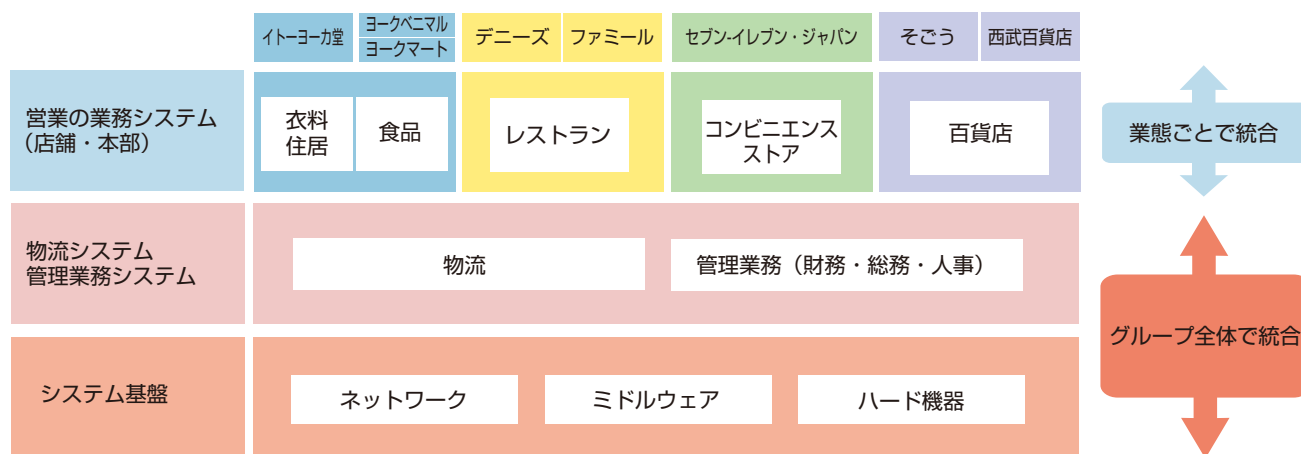 イトーヨーカ堂
ヨークベニマル
ヨークマート
デニーズ
ファミール
セブン-イレブン・ジャパン
そごう
西武百貨店
営業の業務システム
（店舗・本部）
衣料
住居
食品
レストラン
コンビニエンス
ストア
百貨店
業態ごとで統合
物流システム
管理業務システム
物流
管理業務（財務・総務・人事）
グループ全体で統合
システム基盤
ネットワーク
ミドルウェア
ハード機器